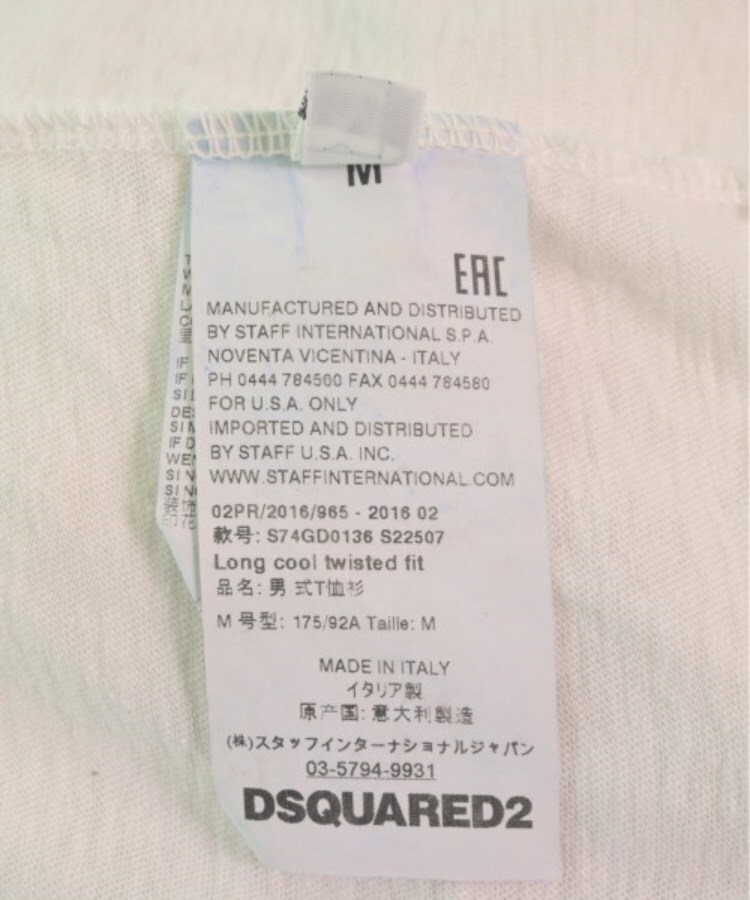 M
EAC
MANUFACTURED AND DISTRIBUTED
BY STAFF INTERNATIONAL S.P.A.
NOVENTA VICENTINA - ITALY
PH 0444 784500 FAX 0444 784580
FOR U.S.A. ONLY
IMPORTED AND DISTRIBUTED
BY STAFF U.S.A. INC.
WWW.STAFFINTERNATIONAL.COM
02PR/2016/965 - 2016 02
款号: S74GD0136 S22507
Long cool twisted fit
品名: 男 式T恤衫
M 号型: 175/92A Taille: M
MADE IN ITALY
イタリア製
原产国: 意大利製造
(株)スタッフインターナショナルジャパン
03-5794-9931
DSQUARED2